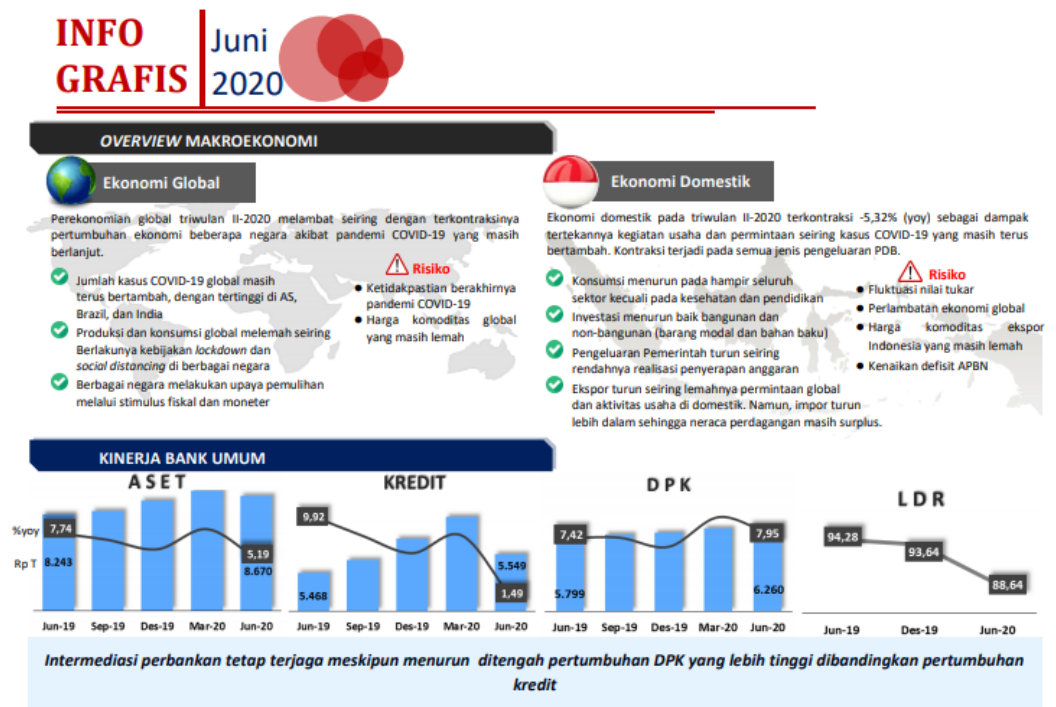 INFO
GRAFIS
Juni
2020
OVERVIEW MAKROEKONOMI
Ekonomi Global
Perekonomian global triwulan II-2020 melambat seiring dengan terkontraksinya
pertumbuhan ekonomi beberapa negara akibat pandemi COVID-19 yang masih
berlanjut.
Jumlah kasus COVID-19 global masih
terus bertambah, dengan tertinggi di AS,
Brazil, dan India
Produksi dan konsumsi global melemah seiring
Berlakunya kebijakan lockdown dan
social distancing di berbagai negara
Berbagai negara melakukan upaya pemulihan
melalui stimulus fiskal dan moneter
Risiko
● Ketidakpastian berakhirnya
pandemi COVID-19
● Harga komoditas global
yang masih lemah
Ekonomi Domestik
Ekonomi domestik pada triwulan II-2020 terkontraksi -5,32% (yoy) sebagai dampak
tertekannya kegiatan usaha dan permintaan seiring kasus COVID-19 yang masih terus
bertambah. Kontraksi terjadi pada semua jenis pengeluaran PDB.
Konsumsi menurun pada hampir seluruh
sektor kecuali pada kesehatan dan pendidikan
Investasi menurun baik bangunan dan
non-bangunan (barang modal dan bahan baku)
Pengeluaran Pemerintah turun seiring
rendahnya realisasi penyerapan anggaran
Ekspor turun seiring lemahnya permintaan global
dan aktivitas usaha di domestik. Namun, impor turun
lebih dalam sehingga neraca perdagangan masih surplus.
Risiko
● Fluktuasi nilai tukar
● Perlambatan ekonomi global
● Harga komoditas ekspor
Indonesia yang masih lemah
● Kenaikan defisit APBN
KINERJA BANK UMUM
ASET
%yoy
7,74
5,19
Rp T
8.243
8.670
Jun-19 Sep-19 Des-19 Mar-20 Jun-20
KREDIT
9,92
5.549
5.468
1,49
Jun-19 Sep-19 Des-19 Mar-20 Jun-20
DPK
7,42
7,95
5.799
6.260
Jun-19 Sep-19 Des-19 Mar-20 Jun-20
LDR
94,28
93,64
88,64
Jun-19 Des-19 Jun-20
Intermediasi perbankan tetap terjaga meskipun menurun ditengah pertumbuhan DPK yang lebih tinggi dibandingkan pertumbuhan
kredit